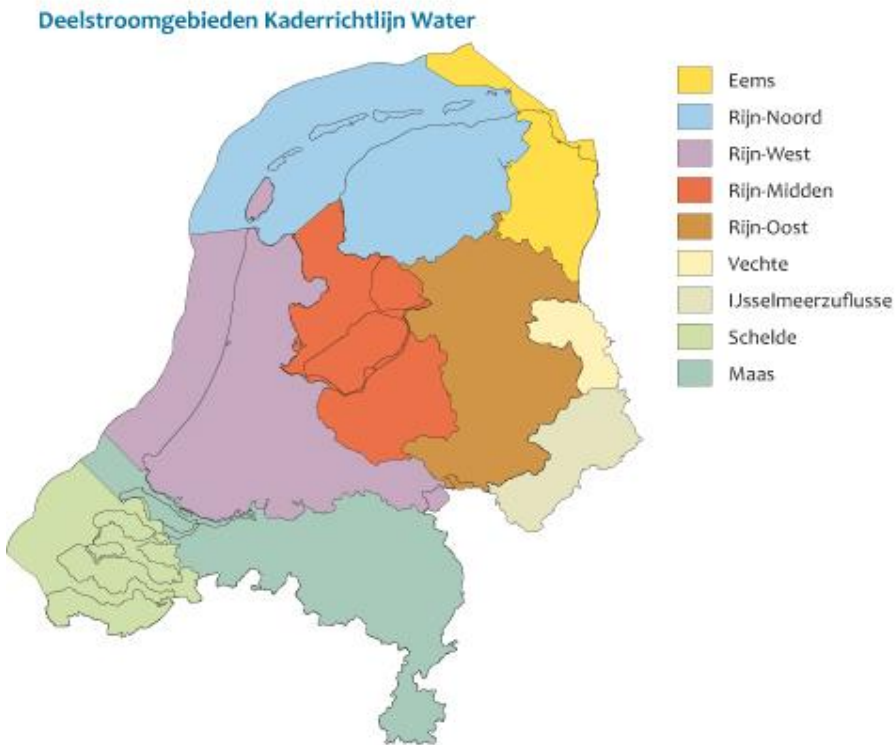 Deelstroomgebieden Kaderrichtlijn Water
Eems
Rijn-Noord
Rijn-West
Rijn-Midden
Rijn-Oost
Vechte
IJsselmeerzuflusse
Schelde
Maas